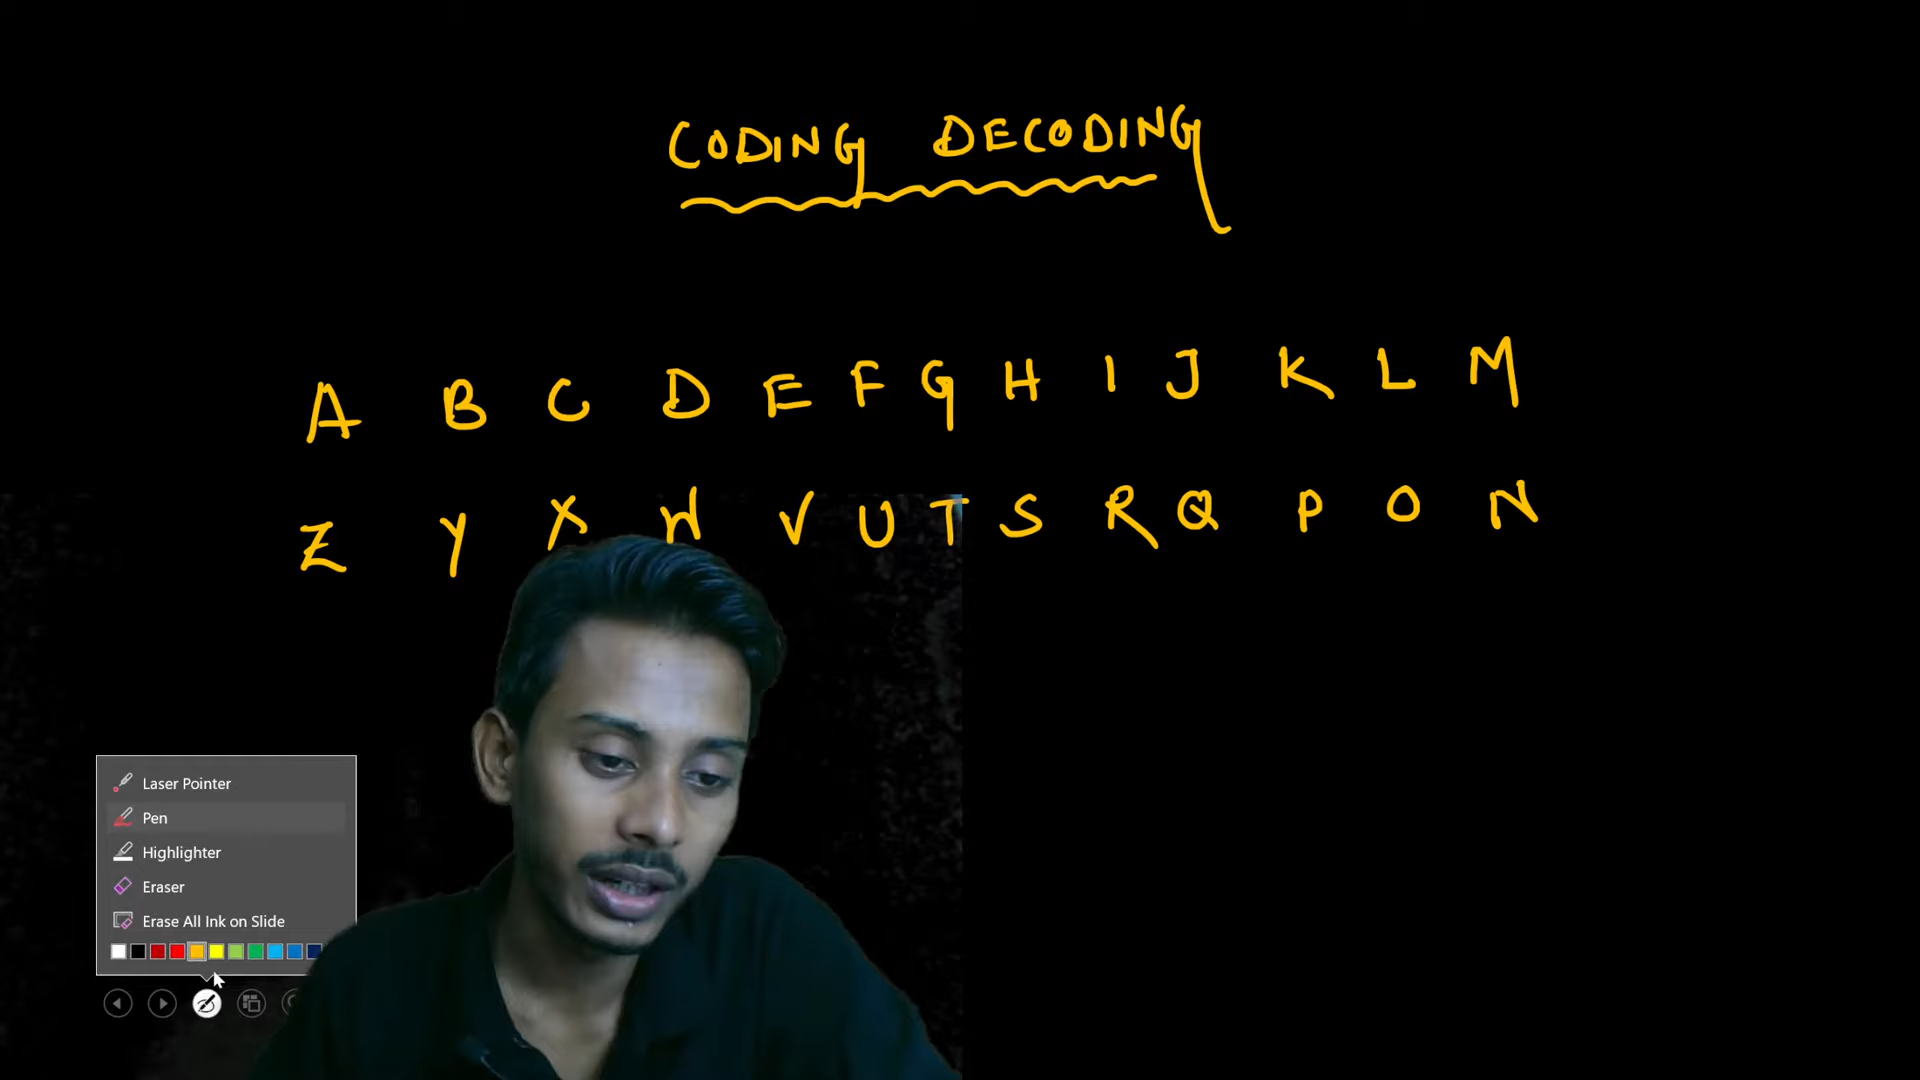 CODING DECODING
A B C D E F G H I J K L M
Z Y X W V U T S R Q P O N
Laser Pointer
Pen
Highlighter
Eraser
Erase All Ink on Slide